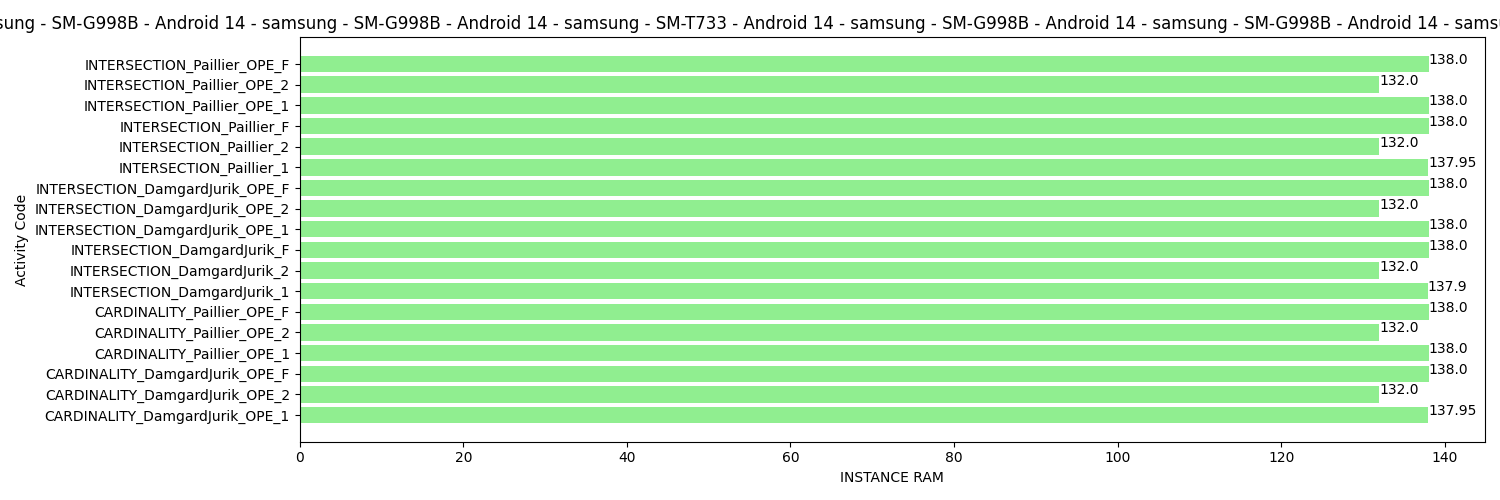 sung - SM-G998B - Android 14 - samsung - SM-G998B - Android 14 - samsung - SM-T733 - Android 14 - samsung - SM-G998B - Android 14 - samsung - SM-G998B - Android 14 - sams
INTERSECTION_Paillier_OPE_F 138.0
INTERSECTION_Paillier_OPE_2 132.0
INTERSECTION_Paillier_OPE_1 138.0
INTERSECTION_Paillier_F 138.0
INTERSECTION_Paillier_2 132.0
INTERSECTION_Paillier_1 137.95
INTERSECTION_DamgardJurik_OPE_F 138.0
INTERSECTION_DamgardJurik_OPE_2 132.0
INTERSECTION_DamgardJurik_OPE_1 138.0
INTERSECTION_DamgardJurik_F 138.0
INTERSECTION_DamgardJurik_2 132.0
INTERSECTION_DamgardJurik_1 137.9
CARDINALITY_Paillier_OPE_F 138.0
CARDINALITY_Paillier_OPE_2 132.0
CARDINALITY_Paillier_OPE_1 138.0
CARDINALITY_DamgardJurik_OPE_F 138.0
CARDINALITY_DamgardJurik_OPE_2 132.0
CARDINALITY_DamgardJurik_OPE_1 137.95
Activity Code
0 20 40 60 80 100 120 140
INSTANCE RAM